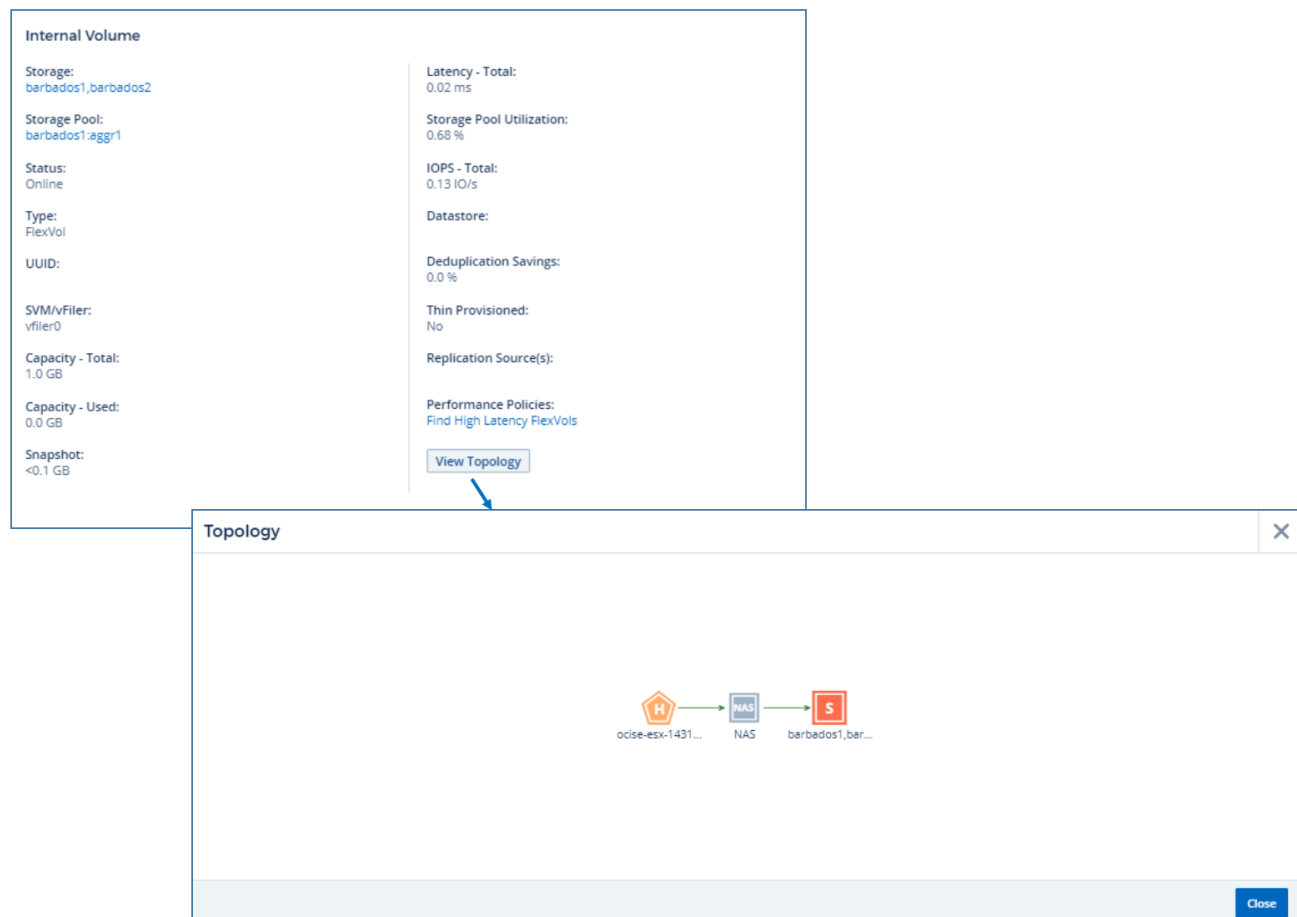 Internal Volume
Storage:
barbados1,barbados2
Storage Pool:
barbados1:aggr1
Status:
Online
Type:
FlexVol
UUID:
SVM/vFiler:
vfiler0
Capacity - Total:
1.0 GB
Capacity - Used:
0.0 GB
Snapshot:
<0.1 GB
Latency - Total:
0.02 ms
Storage Pool Utilization:
0.68 %
IOPS - Total:
0.13 IO/s
Datastore:
Deduplication Savings:
0.0 %
Thin Provisioned:
No
Replication Source(s):
Performance Policies:
Find High Latency FlexVols
View Topology
Topology
H
NAS
S
ocise-esx-1431...
NAS
barbados1,bar...
Close